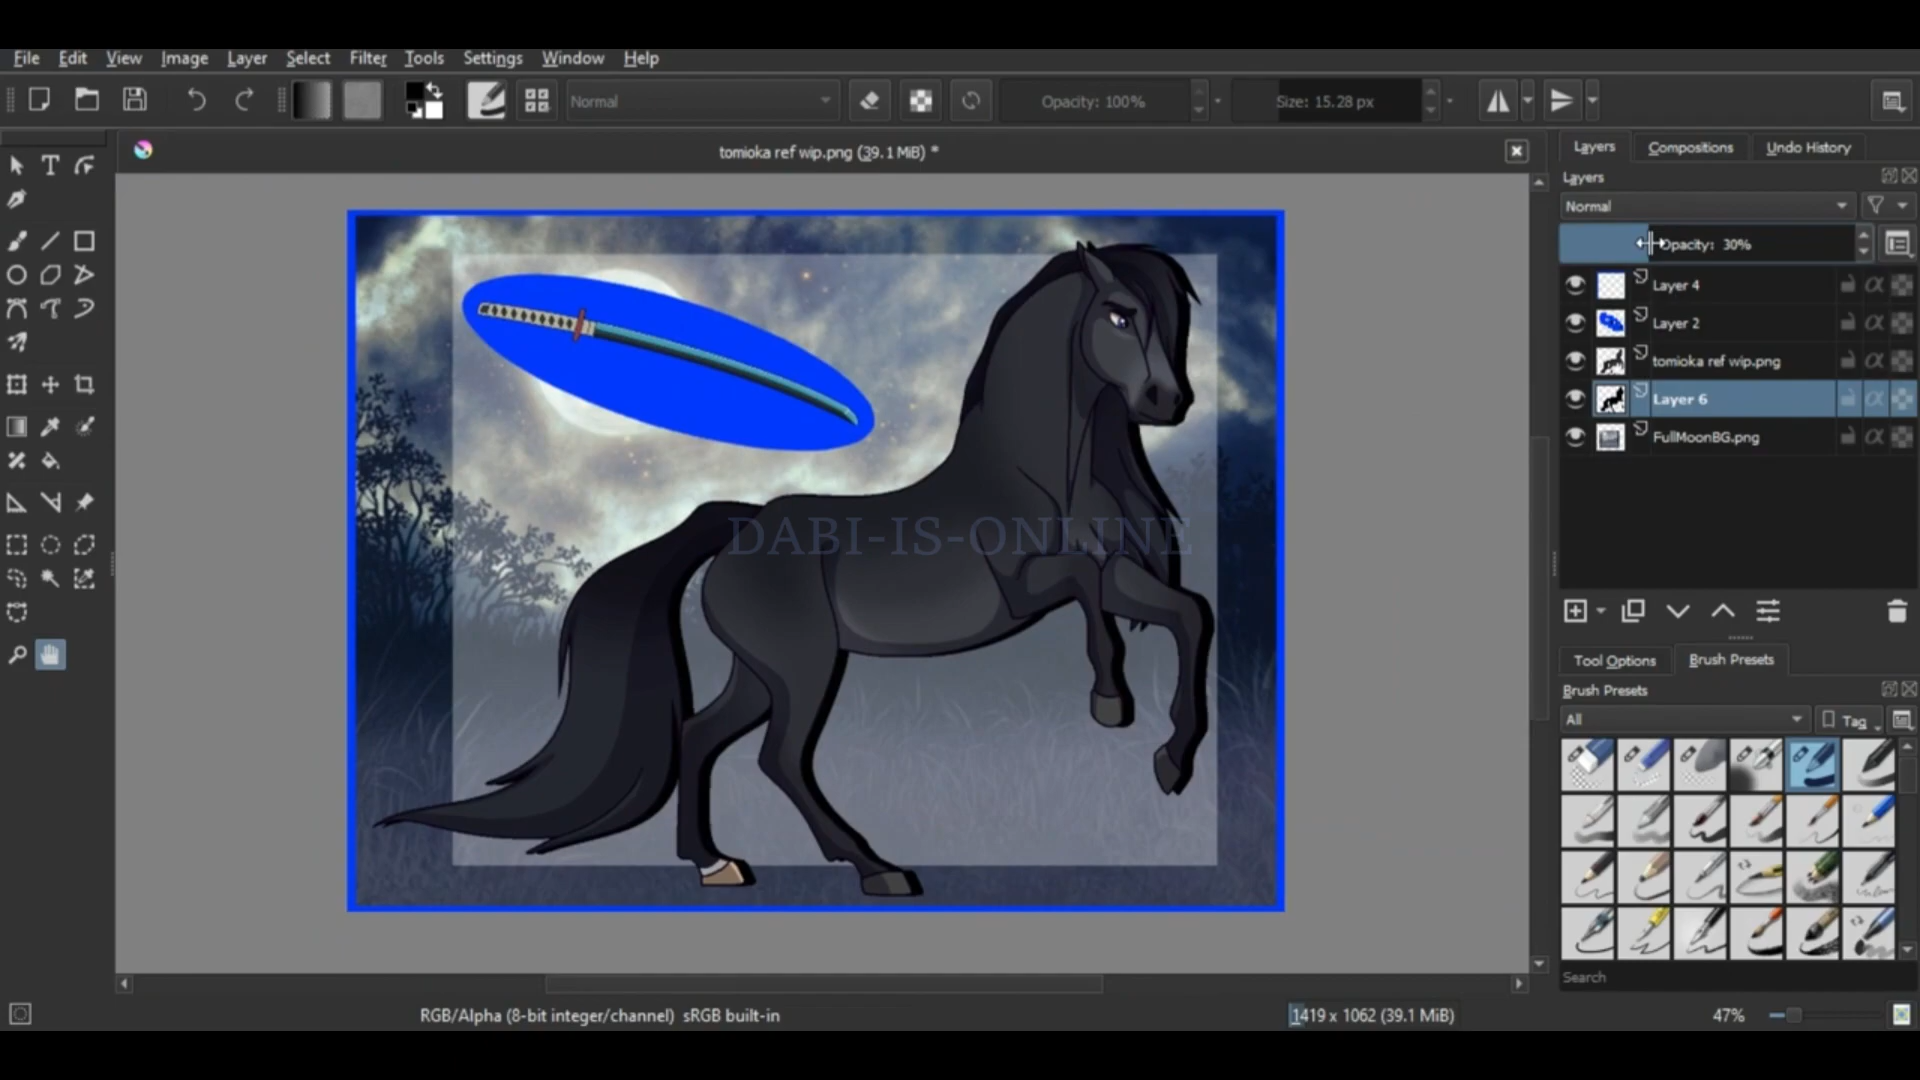 File Edit View Image Layer Select Filter Tools Settings Window Help
Normal Opacity: 100% Size: 15.28 px
tomioka ref wip.png (39.1 MiB) *
Layers Compositions Undo History
Layers
Normal
Opacity: 30%
Layer 4
Layer 2
tomioka ref wip.png
Layer 6
FullMoonBG.png
DABI-IS-ONLINE
Tool Options Brush Presets
Brush Presets
All Tag
Search
RGB/Alpha (8-bit integer/channel) sRGB built-in 1419 x 1062 (39.1 MiB) 47%